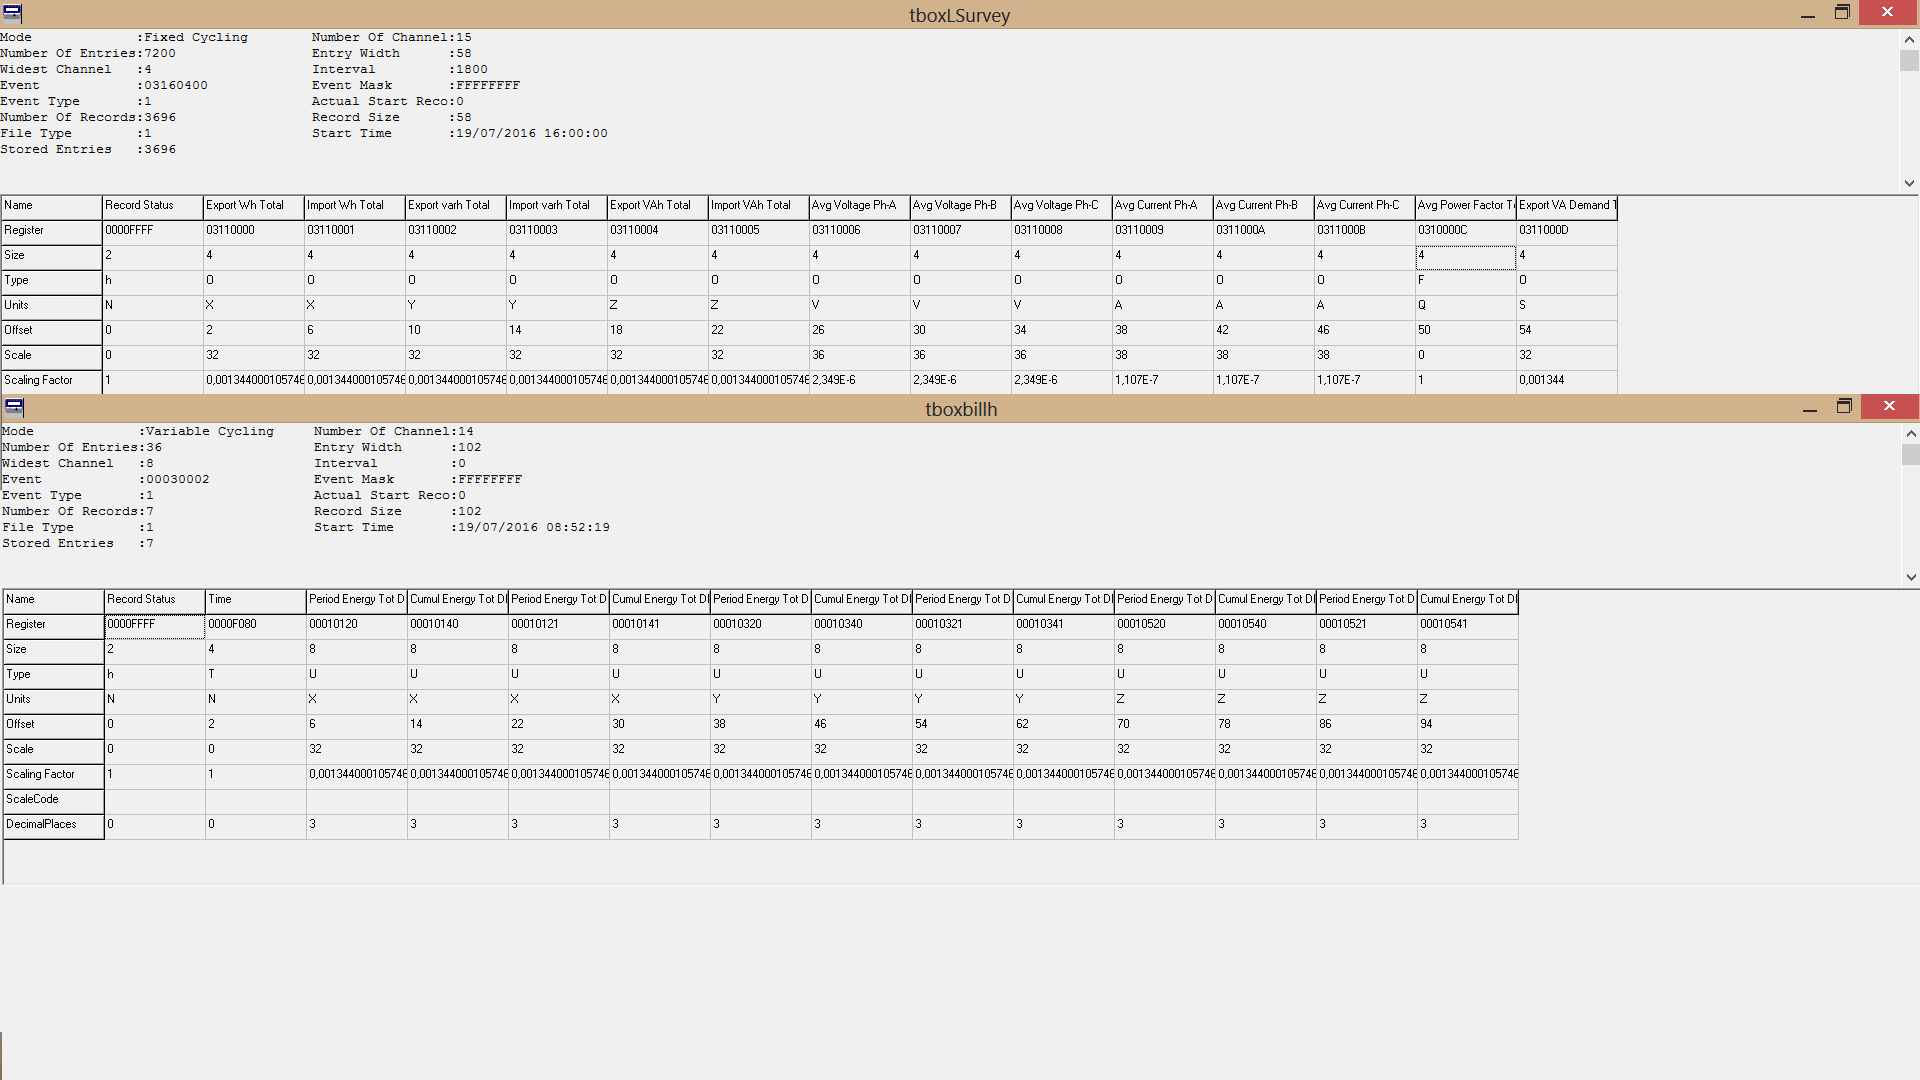 tboxLSurvey
Mode :Fixed Cycling Number Of Channel:15
Number Of Entries:7200 Entry Width :58
Widest Channel :4 Interval :1800
Event :03160400 Event Mask :FFFFFFFF
Event Type :1 Actual Start Reco:0
Number Of Records:3696 Record Size :58
File Type :1 Start Time :19/07/2016 16:00:00
Stored Entries :3696
Name Record Status Export Wh Total Import Wh Total Export varh Total Import varh Total Export VAh Total Import VAh Total Avg Voltage Ph-A Avg Voltage Ph-B Avg Voltage Ph-C Avg Current Ph-A Avg Current Ph-B Avg Current Ph-C Avg Power Factor T Export VA Demand T
Register 0000FFFF 03110000 03110001 03110002 03110003 03110004 03110005 03110006 03110007 03110008 03110009 0311000A 0311000B 0310000C 0311000D
Size 2 4 4 4 4 4 4 4 4 4 4 4 4 4 4
Type h O O O O O O O O O O O O F O
Units N X X Y Y Z Z V V V A A A Q S
Offset 0 2 6 10 14 18 22 26 30 34 38 42 46 50 54
Scale 0 32 32 32 32 32 32 36 36 36 38 38 38 0 32
Scaling Factor 1 0,001344000105746 0,001344000105746 0,001344000105746 0,001344000105746 0,001344000105746 0,001344000105746 2,349E-6 2,349E-6 2,349E-6 1,107E-7 1,107E-7 1,107E-7 1 0,001344
tboxbillh
Mode :Variable Cycling Number Of Channel:14
Number Of Entries:36 Entry Width :102
Widest Channel :8 Interval :0
Event :00030002 Event Mask :FFFFFFFF
Event Type :1 Actual Start Reco:0
Number Of Records:7 Record Size :102
File Type :1 Start Time :19/07/2016 08:52:19
Stored Entries :7
Name Record Status Time Period Energy Tot D Cumul Energy Tot D Period Energy Tot D Cumul Energy Tot D Period Energy Tot D Cumul Energy Tot D Period Energy Tot D Cumul Energy Tot D Period Energy Tot D Cumul Energy Tot D Period Energy Tot D Cumul Energy Tot D
Register 0000FFFF 0000F080 00010120 00010140 00010121 00010141 00010320 00010340 00010321 00010341 00010520 00010540 00010521 00010541
Size 2 4 8 8 8 8 8 8 8 8 8 8 8 8
Type h T U U U U U U U U U U U U
Units N N X X X X Y Y Y Y Z Z Z Z
Offset 0 2 6 14 22 30 38 46 54 62 70 78 86 94
Scale 0 0 32 32 32 32 32 32 32 32 32 32 32 32
Scaling Factor 1 1 0,001344000105746 0,001344000105746 0,001344000105746 0,001344000105746 0,001344000105746 0,001344000105746 0,001344000105746 0,001344000105746 0,001344000105746 0,001344000105746 0,001344000105746 0,001344000105746
ScaleCode
DecimalPlaces 0 0 3 3 3 3 3 3 3 3 3 3 3 3